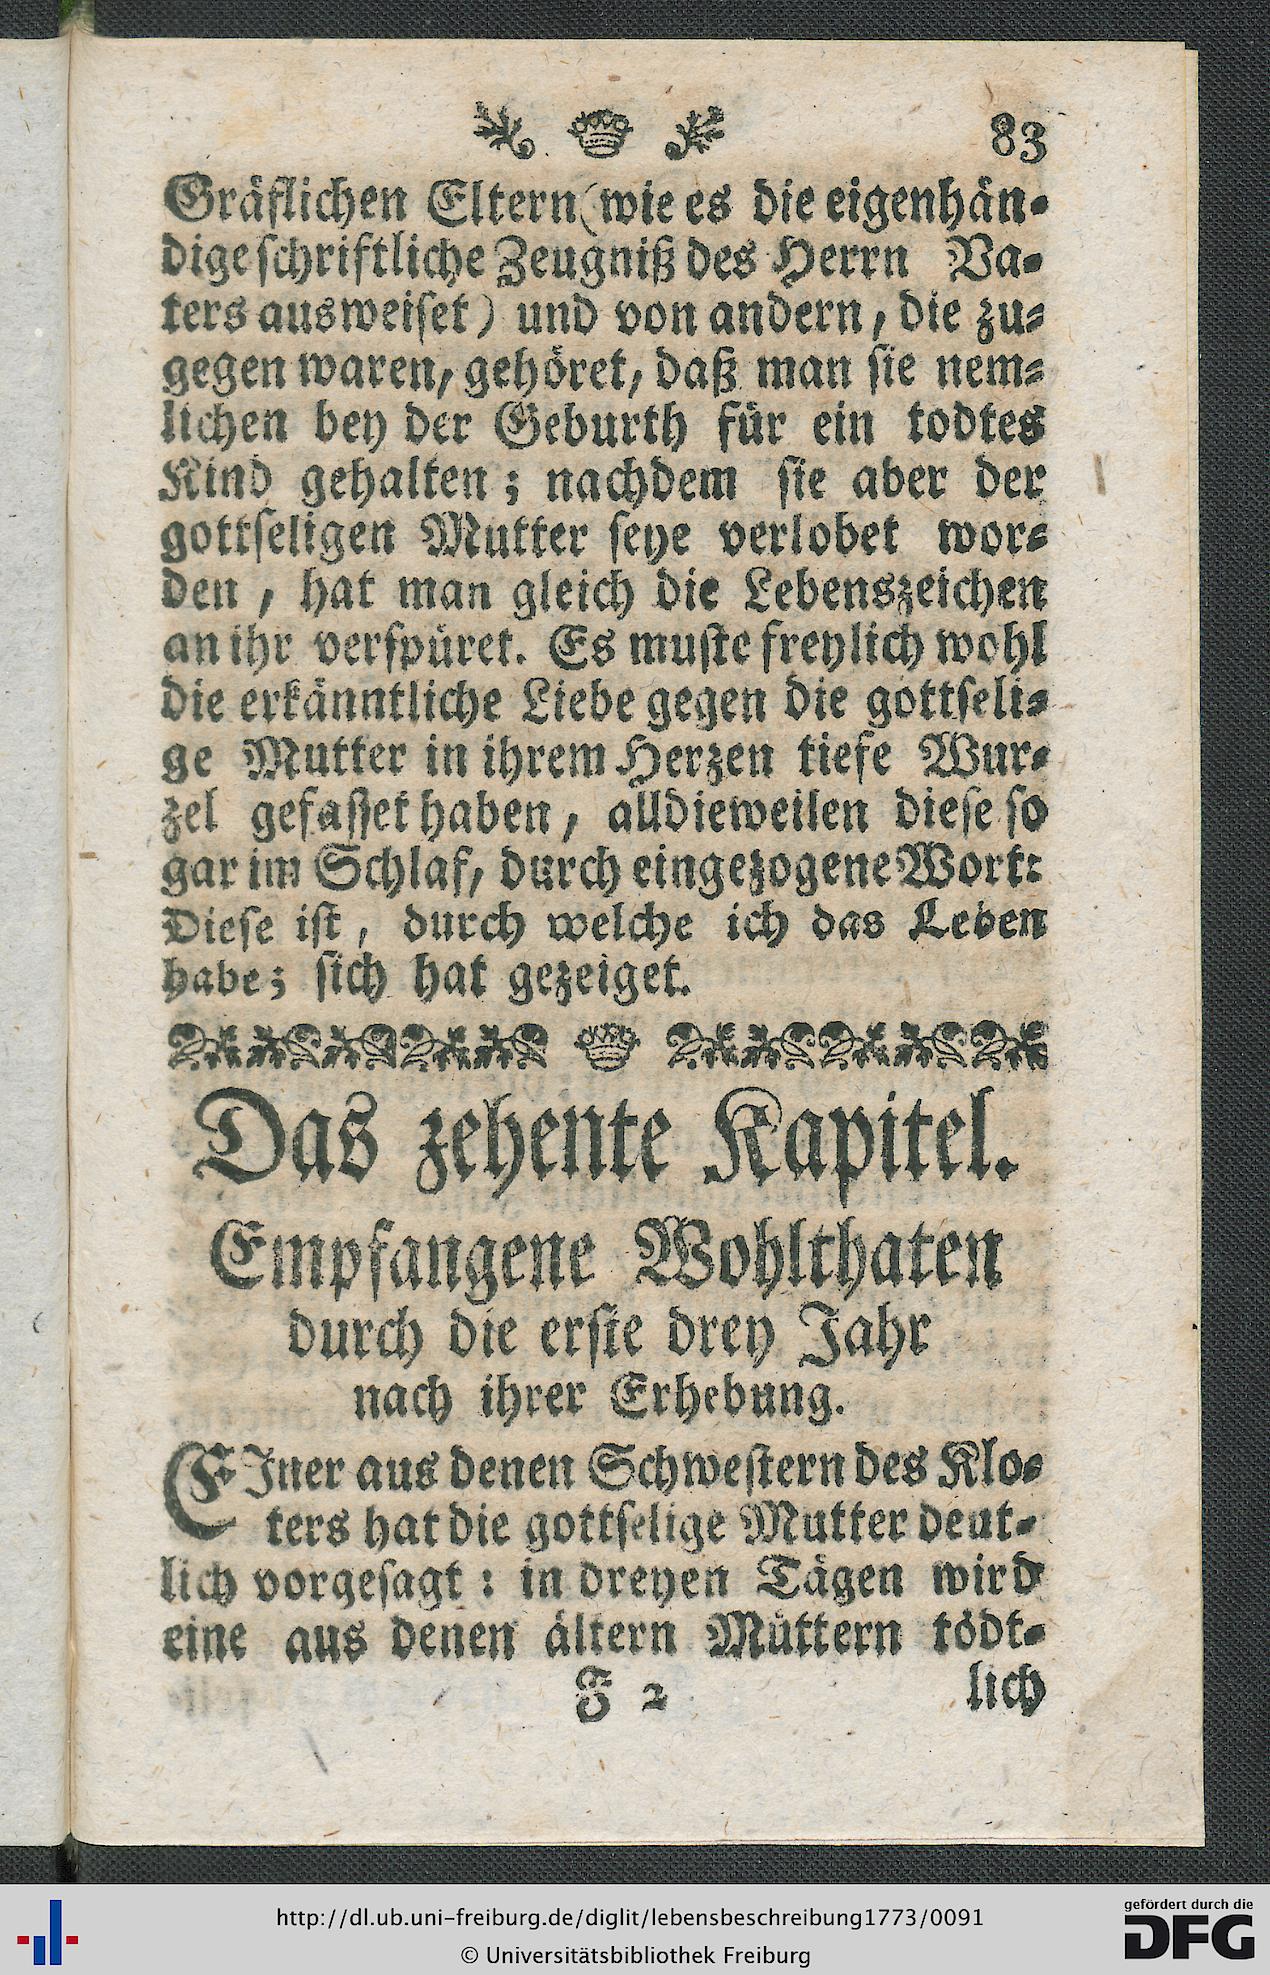 83
Gräflichen Eltern (wie es die eigenhän-
dige schriftliche Zeugniß des Herrn Va-
ters ausweiset) und von andern, die zu-
gegen waren, gehöret, daß man sie nem-
lichen bey der Geburth für ein todtes
Kind gehalten; nachdem sie aber der
gottseligen Mutter seye verlobet wor-
den, hat man gleich die Lebenszeichen
an ihr verspüret. Es muste freylich wohl
die erkänntliche Liebe gegen die gottseli-
ge Mutter in ihrem Herzen tiefe Wur-
zel gefasset haben, alldieweilen diese so
gar im Schlaf, durch eingezogene Wort:
Diese ist, durch welche ich das Leben
habe; sich hat gezeiget.
Das zehente Kapitel.
Empfangene Wohlthaten
durch die erste drey Jahr
nach ihrer Erhebung.
EIner aus denen Schwestern des Klo-
ters hat die gottselige Mutter deut-
lich vorgesagt: in dreyen Tägen wird
eine aus denen ältern Müttern tödt-
F 2 lich
http://dl.ub.uni-freiburg.de/diglit/lebensbeschreibung1773/0091
© Universitätsbibliothek Freiburg
gefördert durch die
DFG